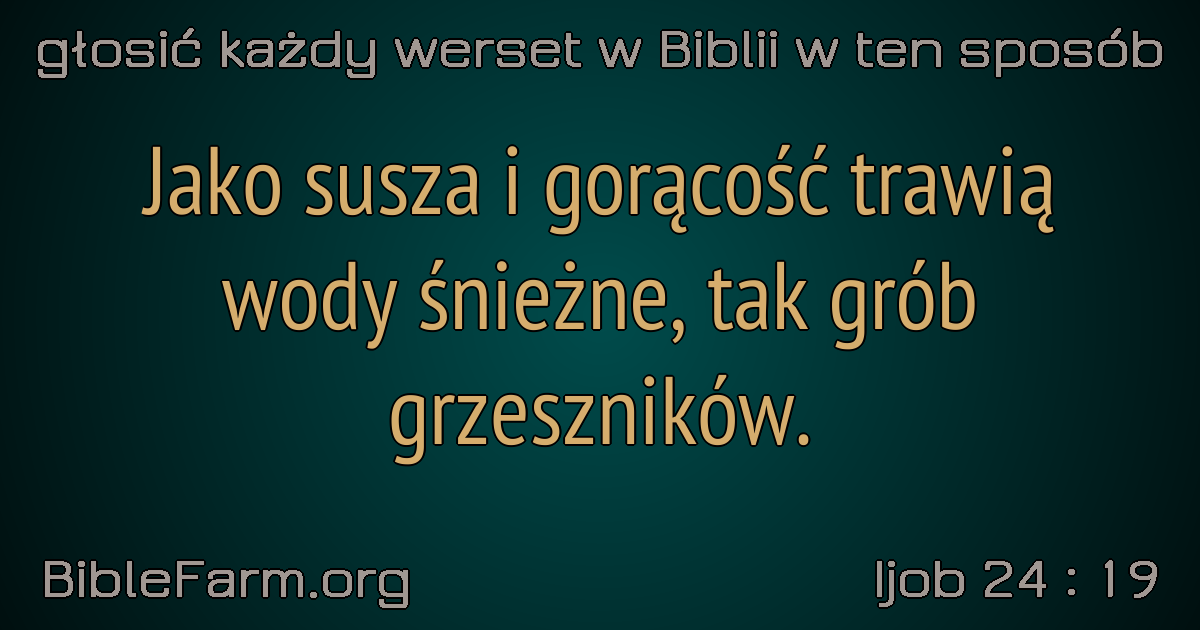 głosić każdy werset w Biblii w ten sposób
Jako susza i gorącość trawią
wody śnieżne, tak grób
grzeszników.
BibleFarm.org
Ijob 24 : 19